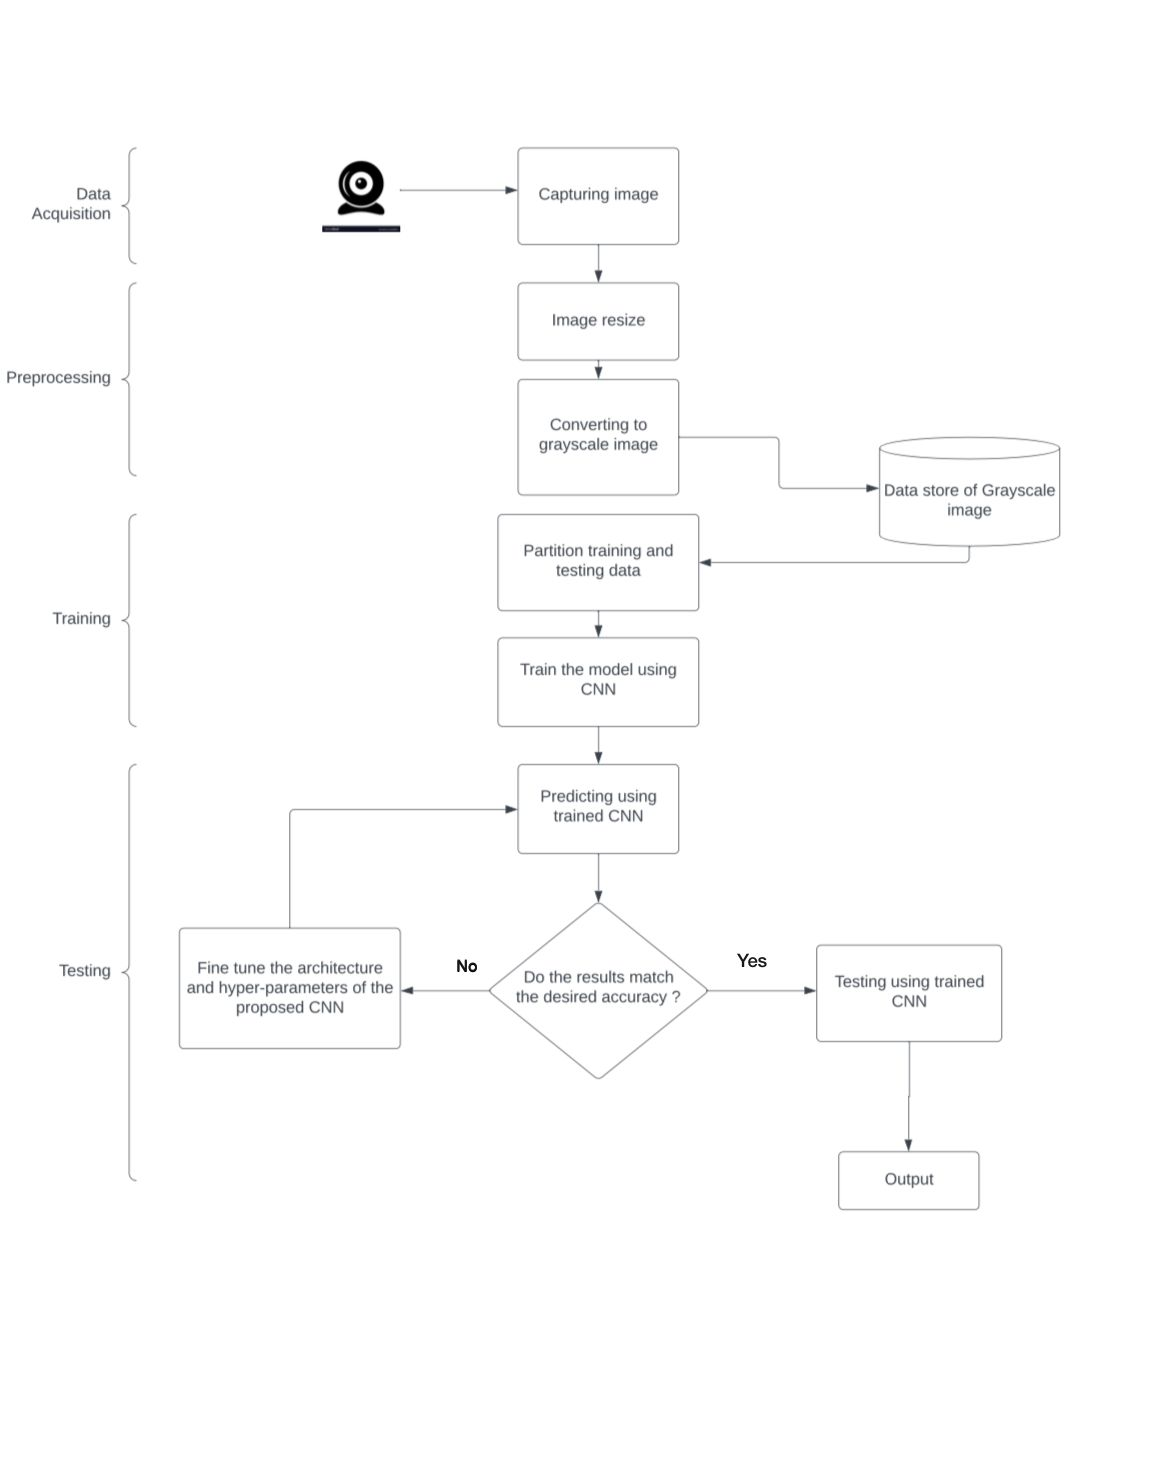 Data
Acquisition
Capturing image
Image resize
Preprocessing
Converting to
grayscale image
Data store of Grayscale
image
Partition training and
testing data
Training
Train the model using
CNN
Predicting using
trained CNN
Testing
Fine tune the architecture
and hyper-parameters of the
proposed CNN
No
Do the results match
the desired accuracy ?
Yes
Testing using trained
CNN
Output